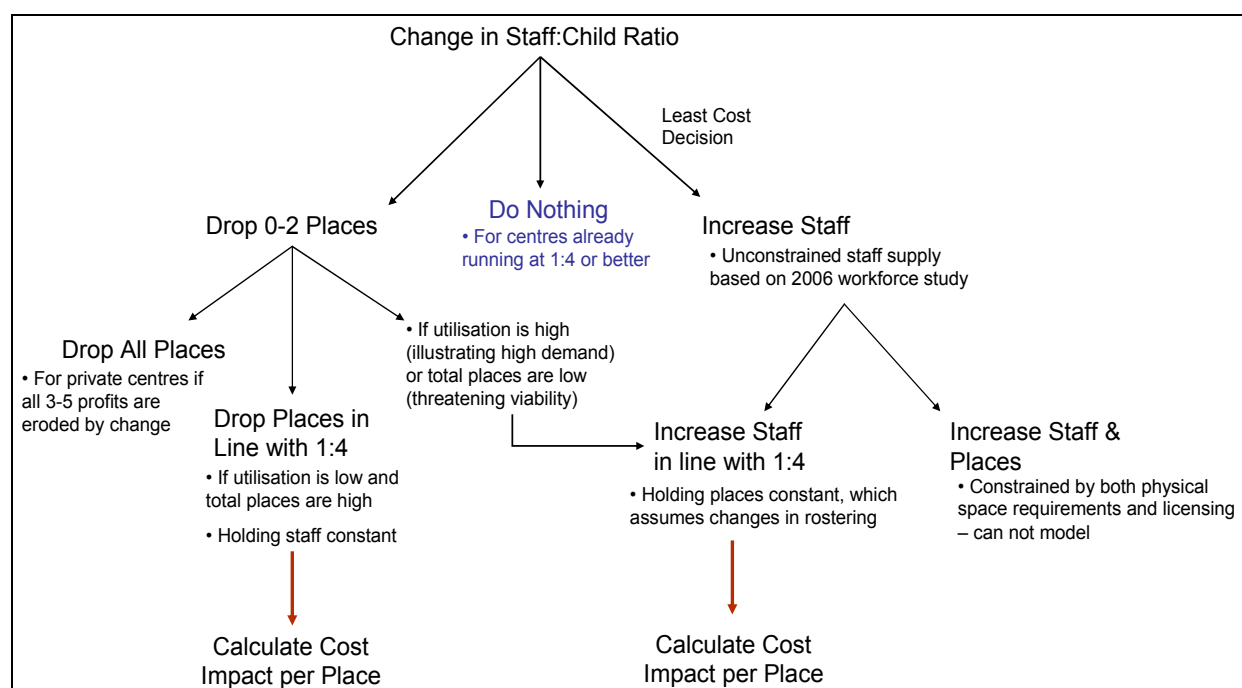 Change in Staff:Child Ratio
Least Cost
Decision
Drop 0-2 Places
Do Nothing
• For centres already
running at 1:4 or better
Increase Staff
• Unconstrained staff supply
based on 2006 workforce study
Drop All Places
• For private centres if
all 3-5 profits are
eroded by change
Drop Places in
Line with 1:4
• If utilisation is low and
total places are high
• Holding staff constant
• If utilisation is high
(illustrating high demand)
or total places are low
(threatening viability)
Increase Staff
in line with 1:4
• Holding places constant, which
assumes changes in rostering
Increase Staff &
Places
• Constrained by both physical
space requirements and licensing
– can not model
Calculate Cost
Impact per Place
Calculate Cost
Impact per Place